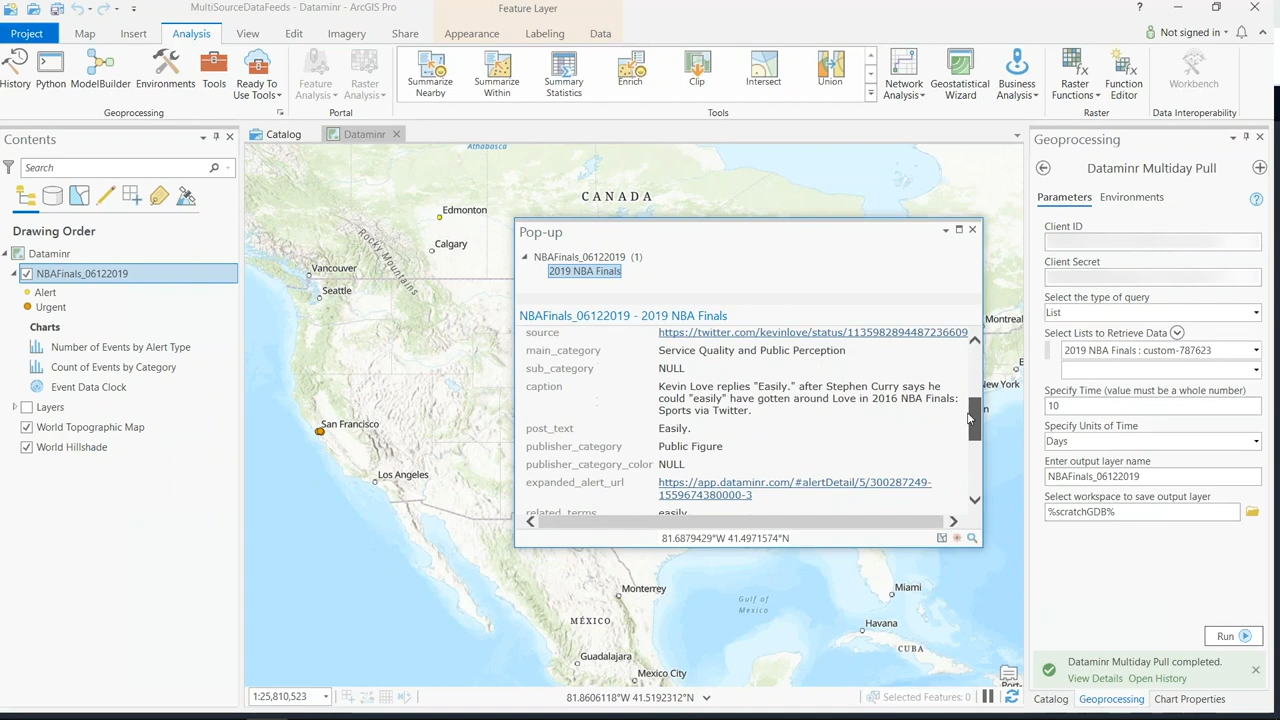 MultiSourceDataFeeds - Dataminr - ArcGIS Pro
Feature Layer
Project
Map
Insert
Analysis
View
Edit
Imagery
Share
Appearance
Labeling
Data
Not signed in
History
Python
ModelBuilder
Environments
Tools
Ready To
Use Tools
Feature
Analysis
Raster
Analysis
Summarize
Nearby
Summarize
Within
Summary
Statistics
Enrich
Clip
Intersect
Union
Network
Analysis
Geostatistical
Wizard
Business
Analysis
Raster
Functions
Function
Editor
Workbench
Geoprocessing
Portal
Tools
Raster
Data Interoperability
Contents
Search
Drawing Order
Dataminr
NBAFinals_06122019
Alert
Urgent
Charts
Number of Events by Alert Type
Count of Events by Category
Event Data Clock
Layers
World Topographic Map
World Hillshade
Catalog
Dataminr
Athabasca
CANADA
Edmonton
Calgary
Rocky Mountains
Vancouver
Seattle
San Francisco
Los Angeles
Montreal
New York
Monterrey
Gulf of
Mexico
Miami
Havana
CUBA
MÉXICO
Guadalajara
Mexico City
Port-
Pop-up
NBAFinals_06122019 (1)
2019 NBA Finals
NBAFinals_06122019 - 2019 NBA Finals
source https://twitter.com/kevinlove/status/1135982894487236609
main_category Service Quality and Public Perception
sub_category NULL
caption Kevin Love replies "Easily." after Stephen Curry says he
could "easily" have gotten around Love in 2016 NBA Finals:
Sports via Twitter.
post_text Easily.
publisher_category Public Figure
publisher_category_color NULL
expanded_alert_url https://app.dataminr.com/#alertDetail/5/300287249-
1559674380000-3
related_terms easily
81.6879429°W 41.4971574°N
1:25,810,523
81.8606118°W 41.5192312°N
Selected Features: 0
Geoprocessing
Dataminr Multiday Pull
Parameters
Environments
Client ID
Client Secret
Select the type of query
List
Select Lists to Retrieve Data
2019 NBA Finals : custom-787623
Specify Time (value must be a whole number)
10
Specify Units of Time
Days
Enter output layer name
NBAFinals_06122019
Select workspace to save output layer
%scratchGDB%
Run
Dataminr Multiday Pull completed.
View Details Open History
Catalog
Geoprocessing
Chart Properties